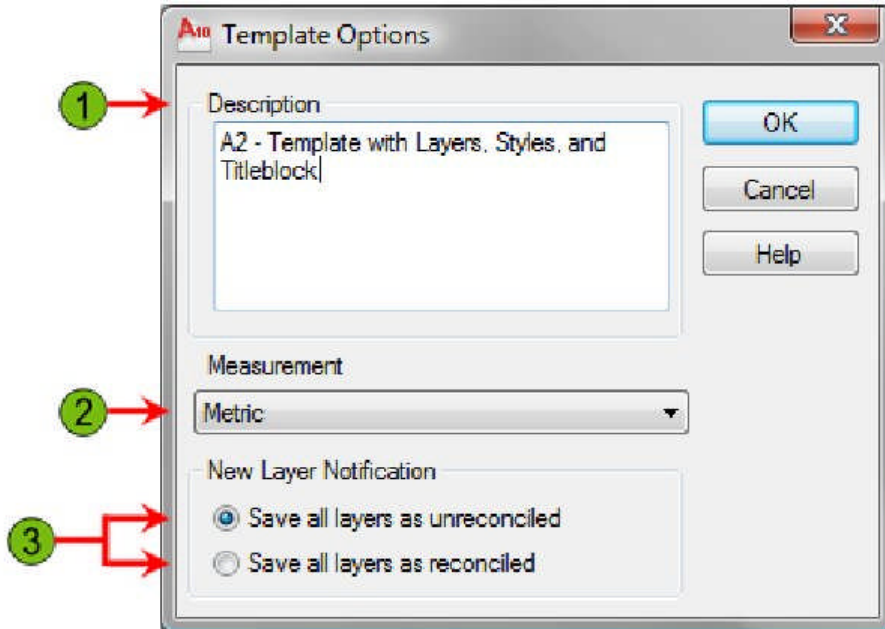 A10 Template Options
1
Description
OK
A2 - Template with Layers, Styles, and
Titleblock
Cancel
Help
Measurement
2
Metric
New Layer Notification
3
Save all layers as unreconciled
Save all layers as reconciled